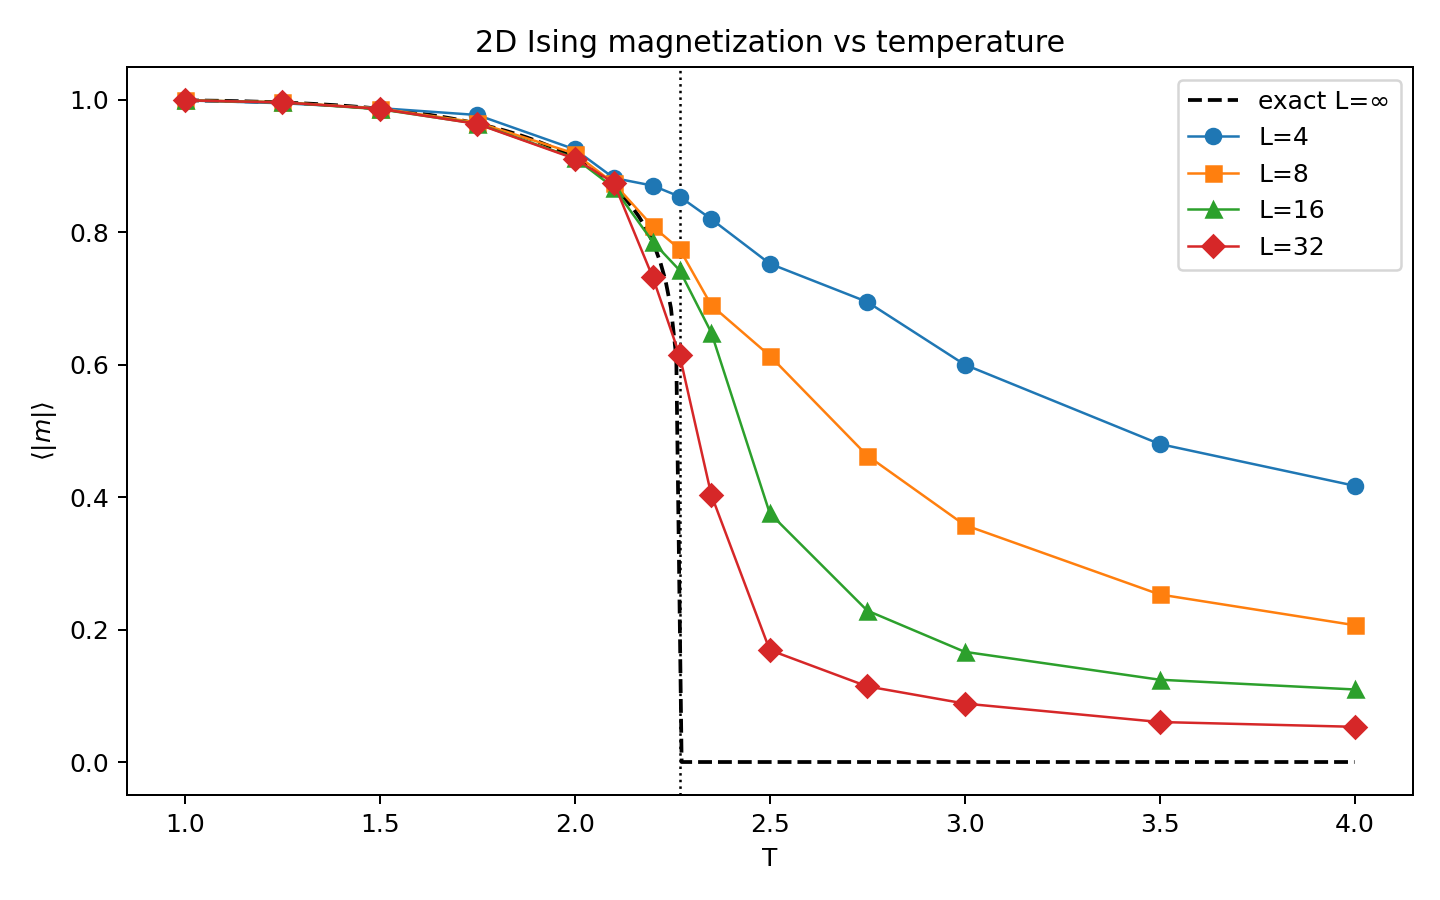 2D Ising magnetization vs temperature
exact L=∞
L=4
L=8
L=16
L=32
1.0
0.8
0.6
0.4
0.2
0.0
⟨|m|⟩
1.0 1.5 2.0 2.5 3.0 3.5 4.0
T